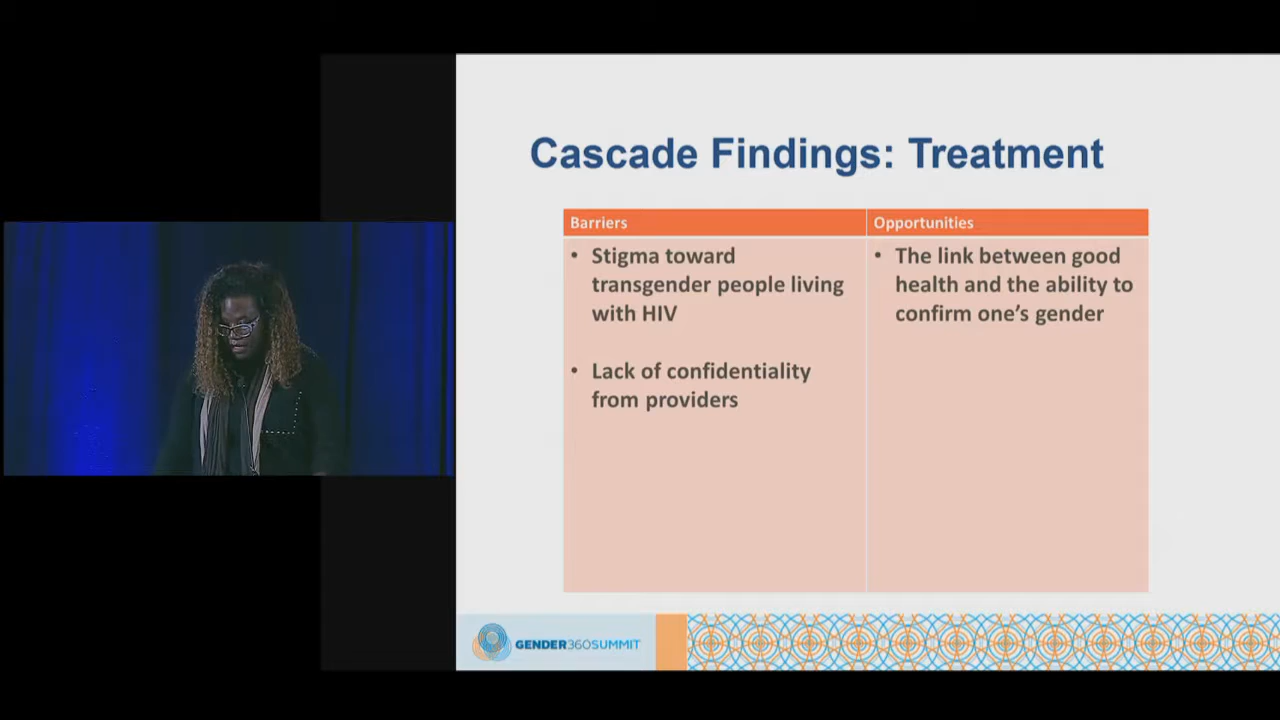 Cascade Findings: Treatment
Barriers
Opportunities
• Stigma toward
transgender people living
with HIV
• Lack of confidentiality
from providers
• The link between good
health and the ability to
confirm one's gender
GENDER360SUMMIT